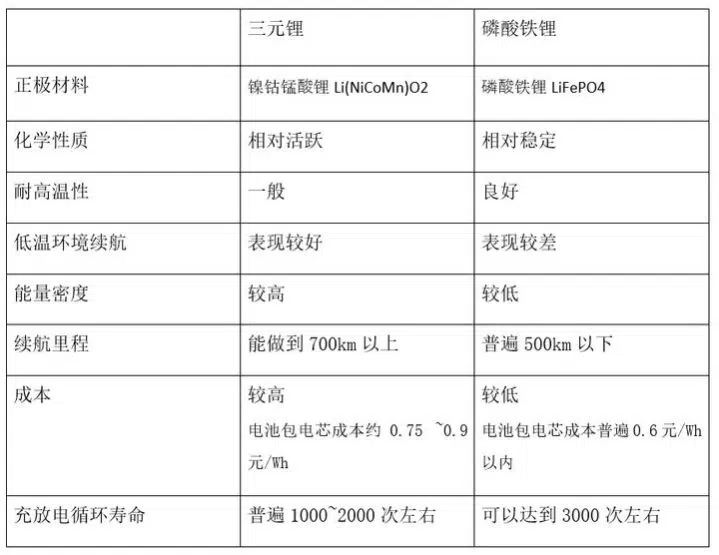 三元锂 磷酸铁锂
正极材料 镍钴锰酸锂 Li(NiCoMn)O2 磷酸铁锂 LiFePO4
化学性质 相对活跃 相对稳定
耐高温性 一般 良好
低温环境续航 表现较好 表现较差
能量密度 较高 较低
续航里程 能做到 700km 以上 普遍 500km 以下
成本 较高 较低
电池包电芯成本约 0.75 ~0.9 电池包电芯成本普遍 0.6 元/Wh
元/Wh 以内
充放电循环寿命 普遍 1000~2000 次左右 可以达到 3000 次左右